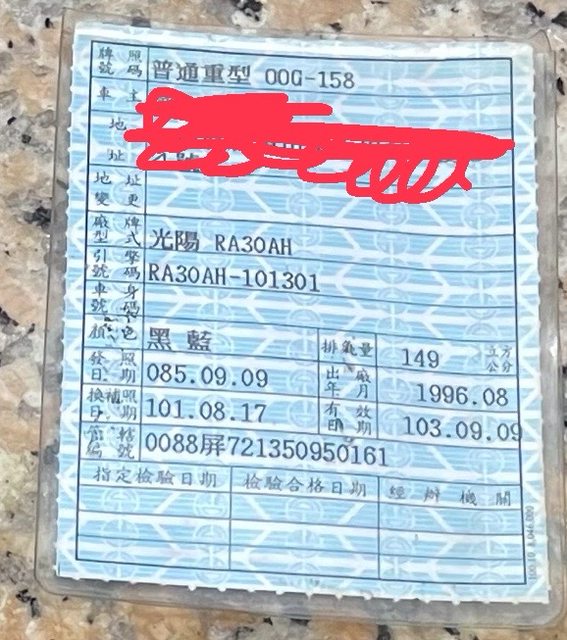 牌照號碼 普通重型 OOG-158
車主
地址
地址變更
廠牌型式 光陽 RA30AH
引擎號碼 RA30AH-101301
車身號碼
顏色 黑藍 排氣量 149 立方公分
發照日期 085.09.09 出廠年月 1996.08
換補照日期 101.08.17 有效日期 103.09.09
管轄編號 0088屏721350950161
指定檢驗日期 檢驗合格日期 經辦機關